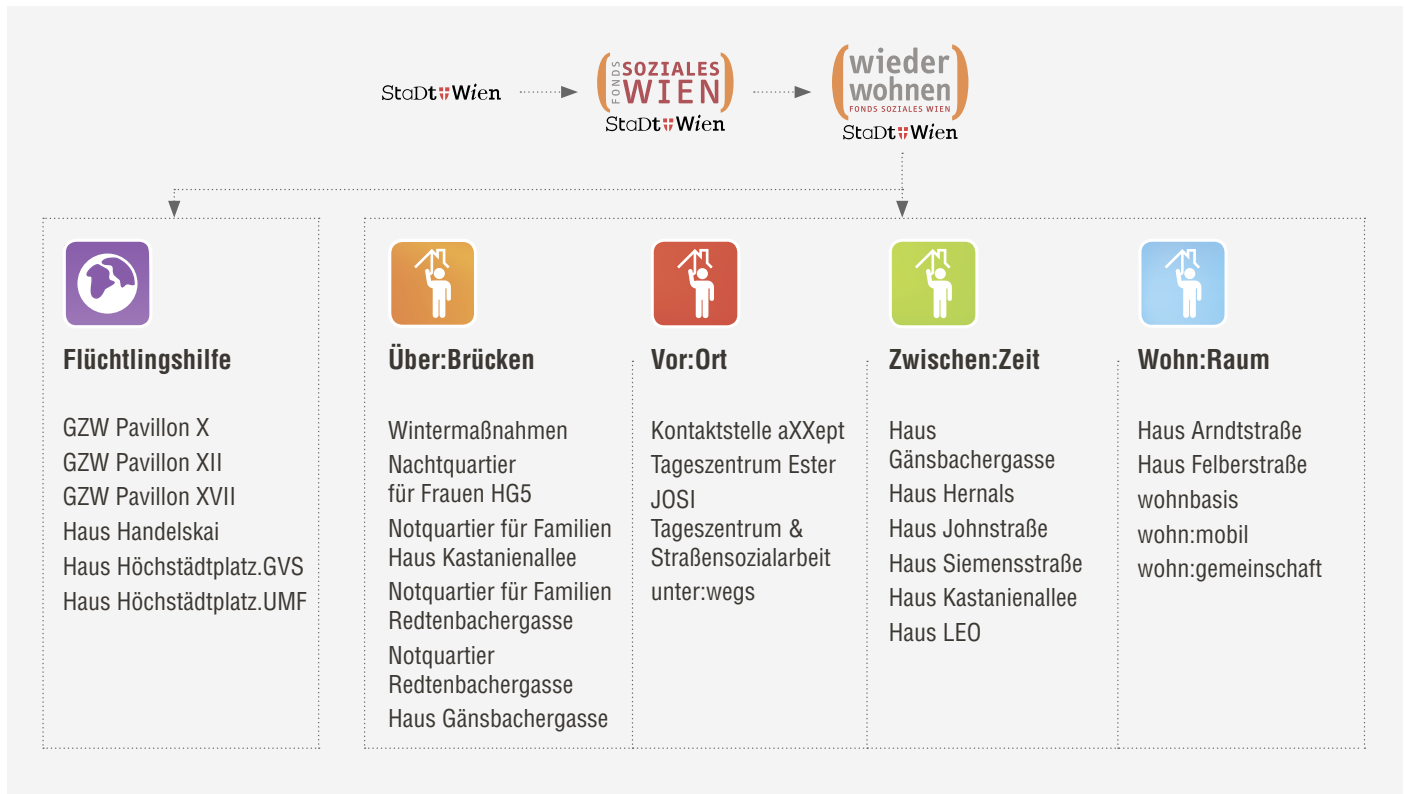 StaDt Wien
FONDS
SOZIALES
WIEN
StaDt Wien
wieder
wohnen
FONDS SOZIALES WIEN
StaDt Wien
Flüchtlingshilfe
GZW Pavillon X
GZW Pavillon XII
GZW Pavillon XVII
Haus Handelskai
Haus Höchstädtplatz.GVS
Haus Höchstädtplatz.UMF
Über:Brücken
Wintermaßnahmen
Nachtquartier
für Frauen HG5
Notquartier für Familien
Haus Kastanienallee
Notquartier für Familien
Redtenbachergasse
Notquartier
Redtenbachergasse
Haus Gänsbachergasse
Vor:Ort
Kontaktstelle aXXept
Tageszentrum Ester
JOSI
Tageszentrum &
Straßensozialarbeit
unter:wegs
Zwischen:Zeit
Haus
Gänsbachergasse
Haus Hernals
Haus Johnstraße
Haus Siemensstraße
Haus Kastanienallee
Haus LEO
Wohn:Raum
Haus Arndtstraße
Haus Felberstraße
wohnbasis
wohn:mobil
wohn:gemeinschaft